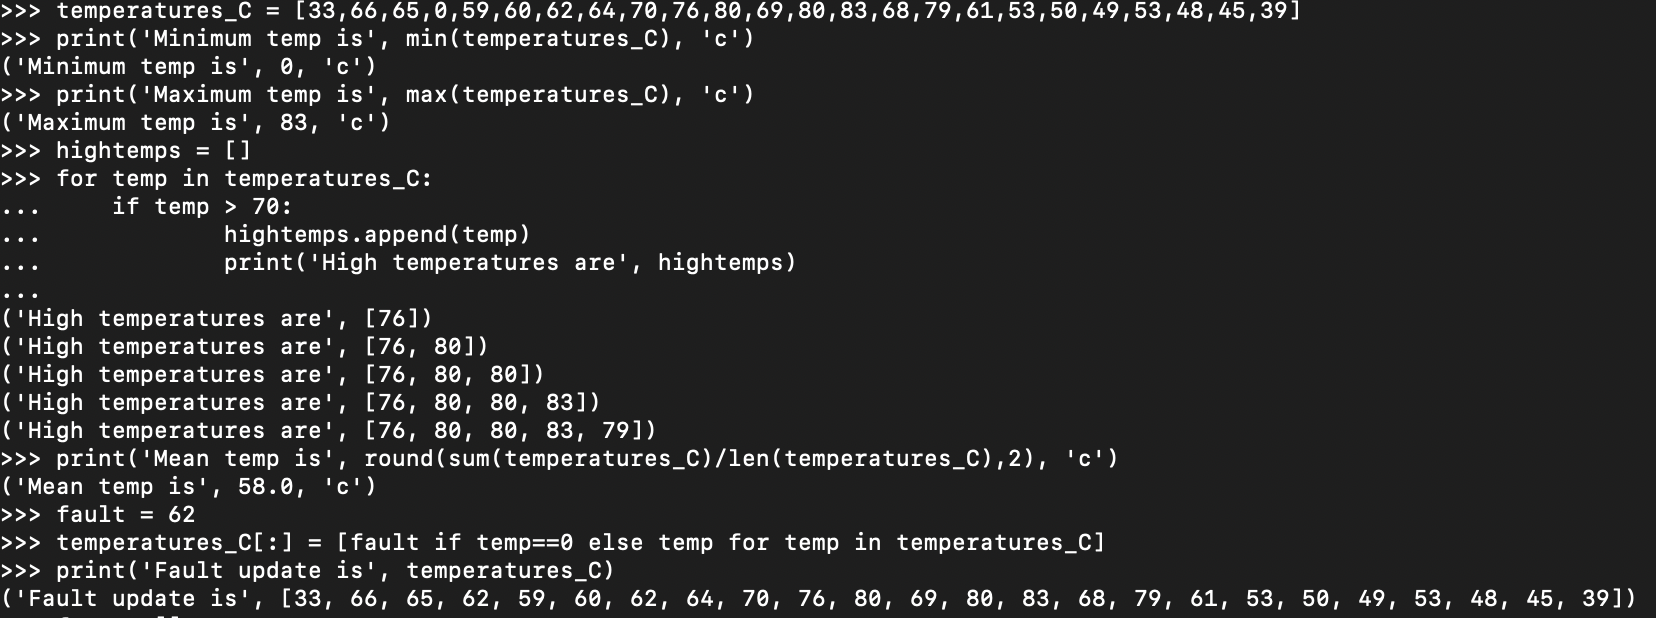 >>> temperatures_C = [33,66,65,0,59,60,62,64,70,76,80,69,80,83,68,79,61,53,50,49,53,48,45,39]
>>> print('Minimum temp is', min(temperatures_C), 'c')
('Minimum temp is', 0, 'c')
>>> print('Maximum temp is', max(temperatures_C), 'c')
('Maximum temp is', 83, 'c')
>>> hightemps = []
>>> for temp in temperatures_C:
...     if temp > 70:
...             hightemps.append(temp)
...             print('High temperatures are', hightemps)
...
('High temperatures are', [76])
('High temperatures are', [76, 80])
('High temperatures are', [76, 80, 80])
('High temperatures are', [76, 80, 80, 83])
('High temperatures are', [76, 80, 80, 83, 79])
>>> print('Mean temp is', round(sum(temperatures_C)/len(temperatures_C),2), 'c')
('Mean temp is', 58.0, 'c')
>>> fault = 62
>>> temperatures_C[:] = [fault if temp==0 else temp for temp in temperatures_C]
>>> print('Fault update is', temperatures_C)
('Fault update is', [33, 66, 65, 62, 59, 60, 62, 64, 70, 76, 80, 69, 80, 83, 68, 79, 61, 53, 50, 49, 53, 48, 45, 39])